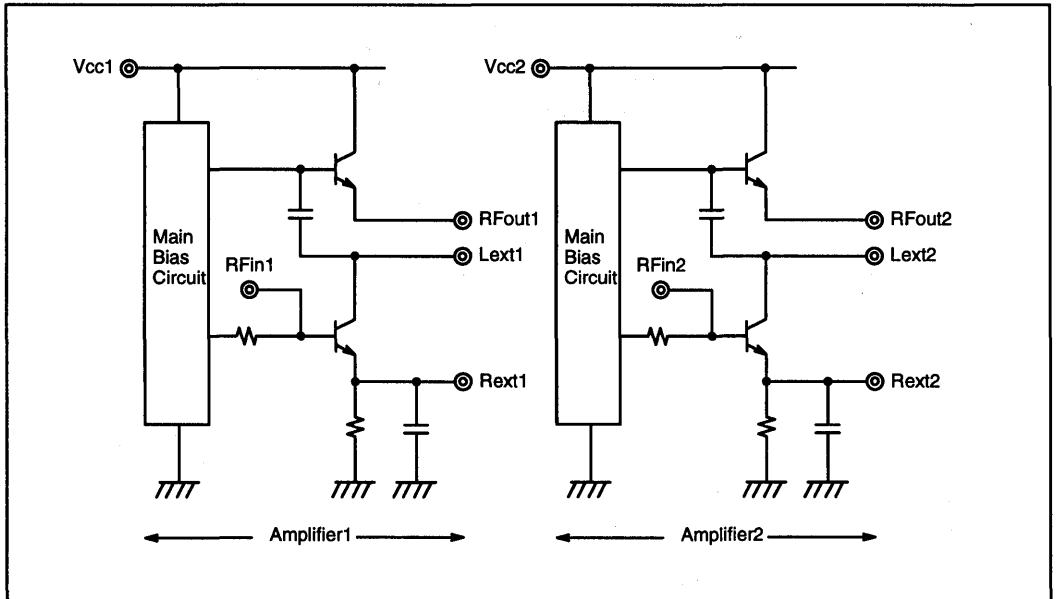 Vcc1
Main
Bias
Circuit
RFin1
RFout1
Lext1
Rext1
Amplifier1
Vcc2
Main
Bias
Circuit
RFin2
RFout2
Lext2
Rext2
Amplifier2